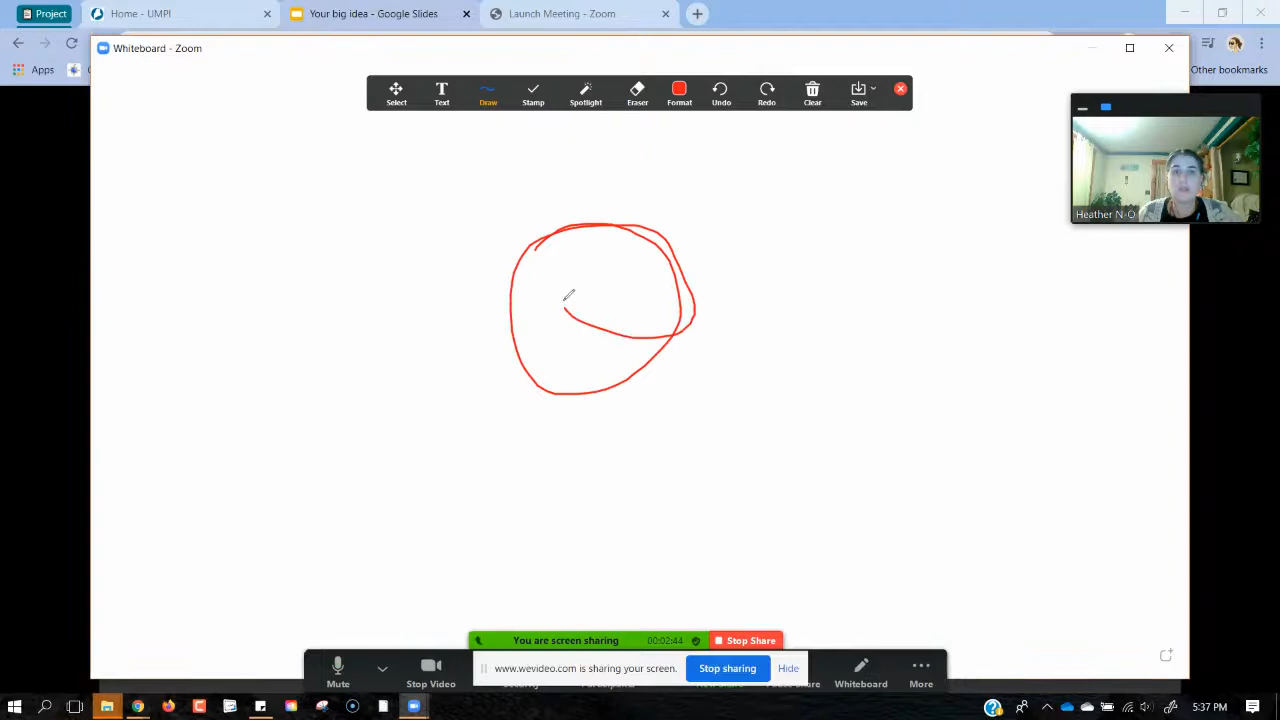 Project
Home - UMPI
Your big idea - Google Slides
Launch Meeting - Zoom
Apps
Other bookmarks
Whiteboard - Zoom
Select
Text
Draw
Stamp
Spotlight
Eraser
Format
Undo
Redo
Clear
Save
Heather N-O
You are screen sharing 00:02:44 Stop Share
www.wevideo.com is sharing your screen. Stop sharing Hide
Mute
Stop Video
Whiteboard
More
5:37 PM